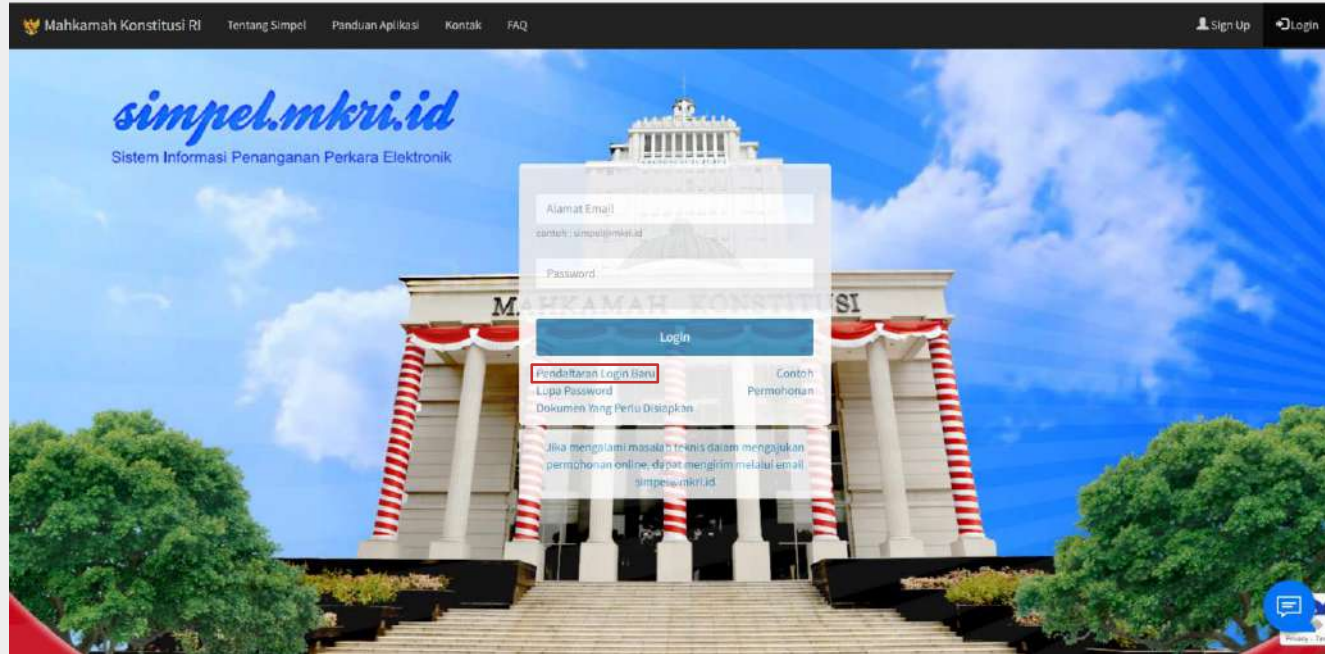 Mahkamah Konstitusi RI Tentang Simpel Panduan Aplikasi Kontak FAQ Sign Up Login
simpel.mkri.id
Sistem Informasi Penanganan Perkara Elektronik
Alamat Email
contoh : simpel@mkri.id
Password
MAHKAMAH KONSTITUSI
Login
Pendaftaran Login Baru Contoh
Lupa Password Permohonan
Dokumen Yang Perlu Disiapkan
Jika mengalami masalah teknis dalam mengajukan
permohonan online, dapat mengirim melalui email
simpel@mkri.id